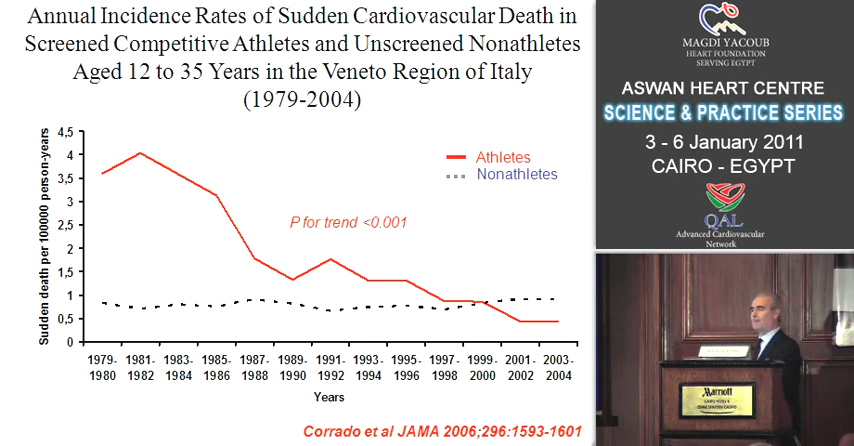 Annual Incidence Rates of Sudden Cardiovascular Death in
Screened Competitive Athletes and Unscreened Nonathletes
Aged 12 to 35 Years in the Veneto Region of Italy
(1979-2004)
Sudden death per 100000 person-years
4,5
4
3,5
3
2,5
2
1,5
1
0,5
0
Athletes
Nonathletes
P for trend <0.001
1979-
1980
1981-
1982
1983-
1984
1985-
1986
1987-
1988
1989-
1990
1991-
1992
1993-
1994
1995-
1996
1997-
1998
1999-
2000
2001-
2002
2003-
2004
Years
Corrado et al JAMA 2006;296:1593-1601
MAGDI YACOUB
HEART FOUNDATION
SERVING EGYPT
ASWAN HEART CENTRE
SCIENCE & PRACTICE SERIES
3 - 6 January 2011
CAIRO - EGYPT
QAL
Advanced Cardiovascular
Network
Marriott